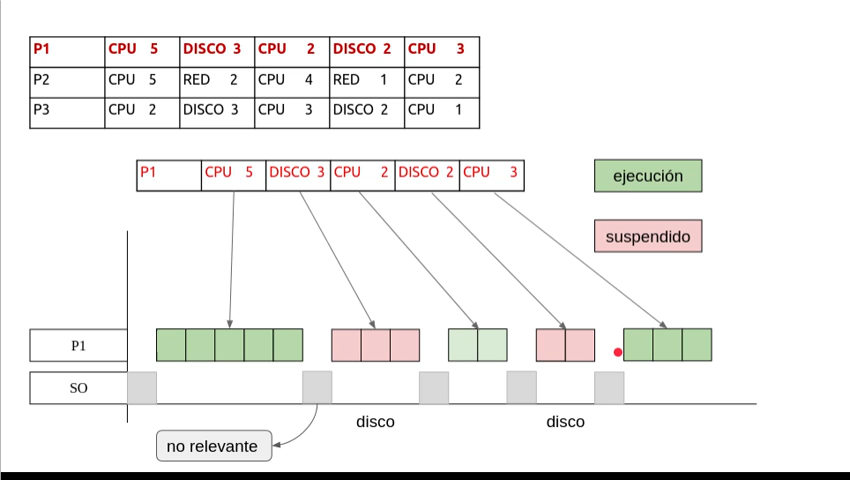 P1 CPU 5 DISCO 3 CPU 2 DISCO 2 CPU 3
P2 CPU 5 RED 2 CPU 4 RED 1 CPU 2
P3 CPU 2 DISCO 3 CPU 3 DISCO 2 CPU 1
P1 CPU 5 DISCO 3 CPU 2 DISCO 2 CPU 3
ejecución
suspendido
P1
SO
disco disco
no relevante